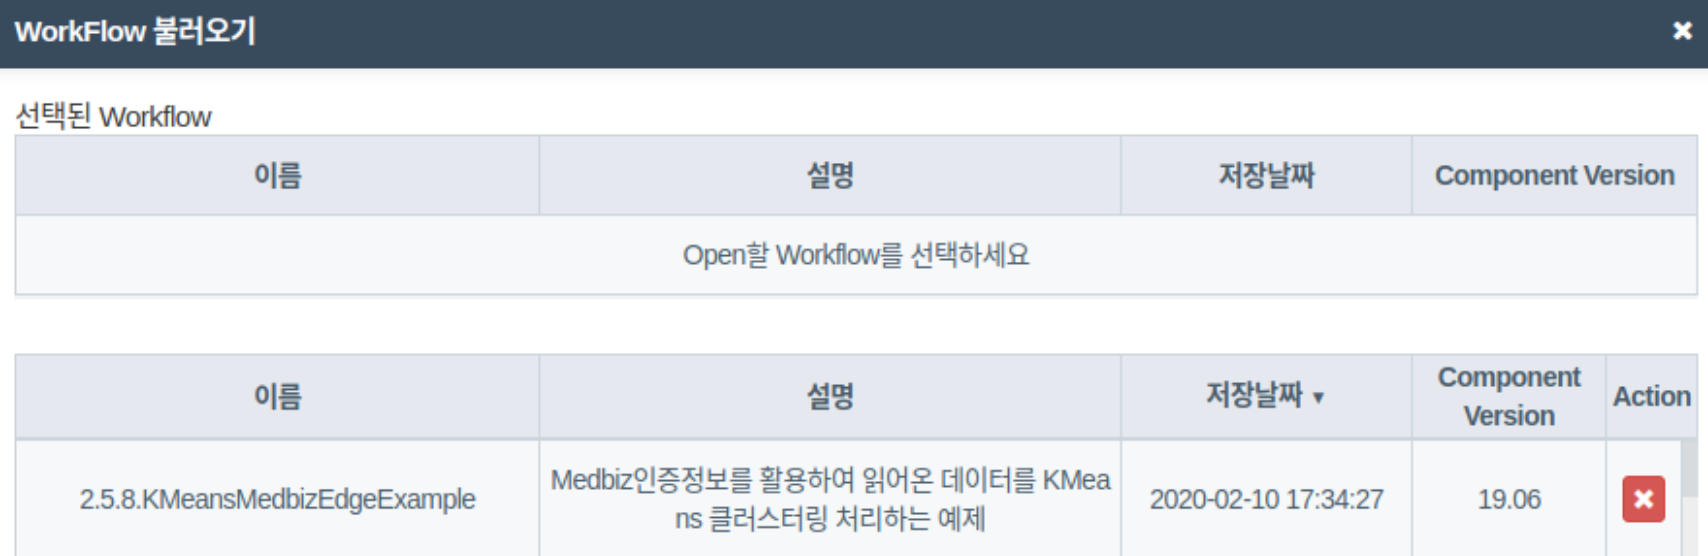 WorkFlow 불러오기
선택된 Workflow
이름 설명 저장날짜 Component Version
Open할 Workflow를 선택하세요
이름 설명 저장날짜 ▼ Component Version Action
2.5.8.KMeansMedbizEdgeExample Medbiz인증정보를 활용하여 읽어온 데이터를 KMea
ns 클러스터링 처리하는 예제 2020-02-10 17:34:27 19.06